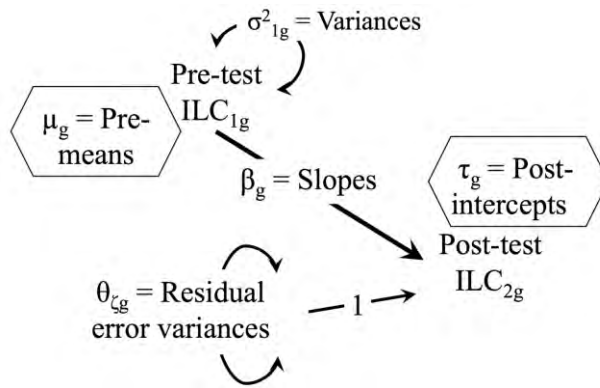 σ²₁g = Variances
Pre-test
ILC₁g
μg = Pre-
means
βg = Slopes
τg = Post-
intercepts
Post-test
ILC₂g
θζg = Residual
error variances
1